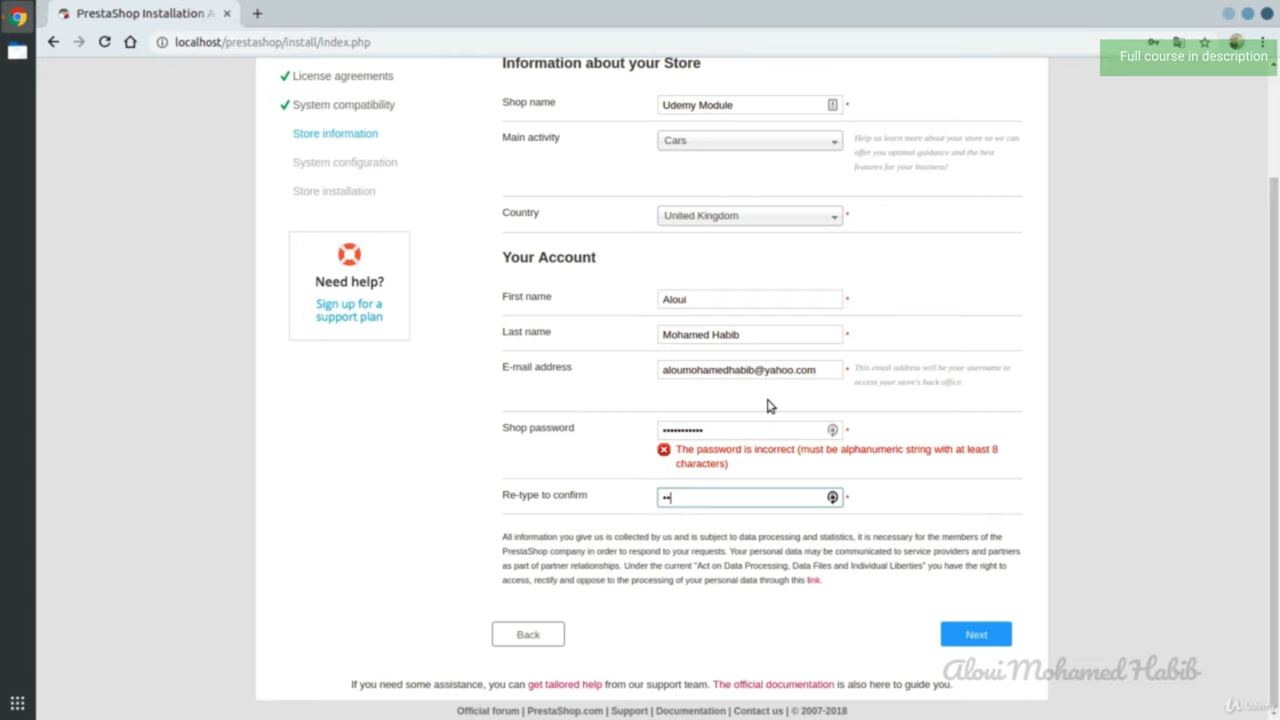 PrestaShop Installation A
localhost/prestashop/install/index.php
Full course in description
License agreements
System compatibility
Store information
System configuration
Store installation
Need help?
Sign up for a
support plan
Information about your Store
Shop name
Udemy Module
*
Main activity
Cars
Help us learn more about your store so we can
offer you optimal guidance and the best
features for your business!
Country
United Kingdom
*
Your Account
First name
Aloui
*
Last name
Mohamed Habib
*
E-mail address
aloumohamedhabib@yahoo.com
*
This email address will be your username to
access your store's back office.
Shop password
•••••••••••
*
The password is incorrect (must be alphanumeric string with at least 8
characters)
Re-type to confirm
••
*
All information you give us is collected by us and is subject to data processing and statistics, it is necessary for the members of the
PrestaShop company in order to respond to your requests. Your personal data may be communicated to service providers and partners
as part of partner relationships. Under the current "Act on Data Processing, Data Files and Individual Liberties" you have the right to
access, rectify and oppose to the processing of your personal data through this link.
Back
Next
Aloui Mohamed Habib
If you need some assistance, you can get tailored help from our support team. The official documentation is also here to guide you.
Official forum | PrestaShop.com | Support | Documentation | Contact us | © 2007-2018
Udemy